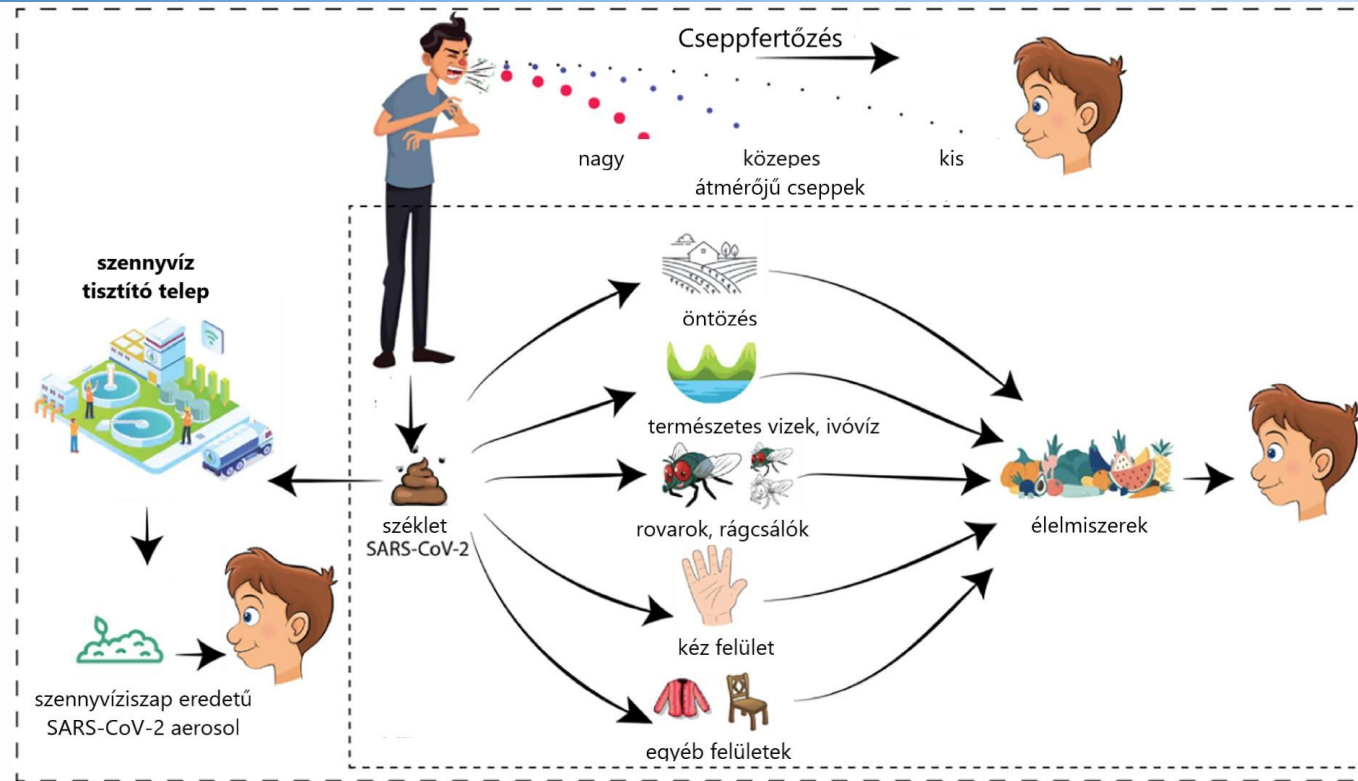 Cseppfertőzés
nagy
közepes
kis
átmérőjű cseppek
szennyvíz
tisztító telep
öntözés
természetes vizek, ivóvíz
rovarok, rágcsálók
széklet
SARS-CoV-2
élelmiszerek
kéz felület
szennyvíziszap eredetű
SARS-CoV-2 aerosol
egyéb felületek